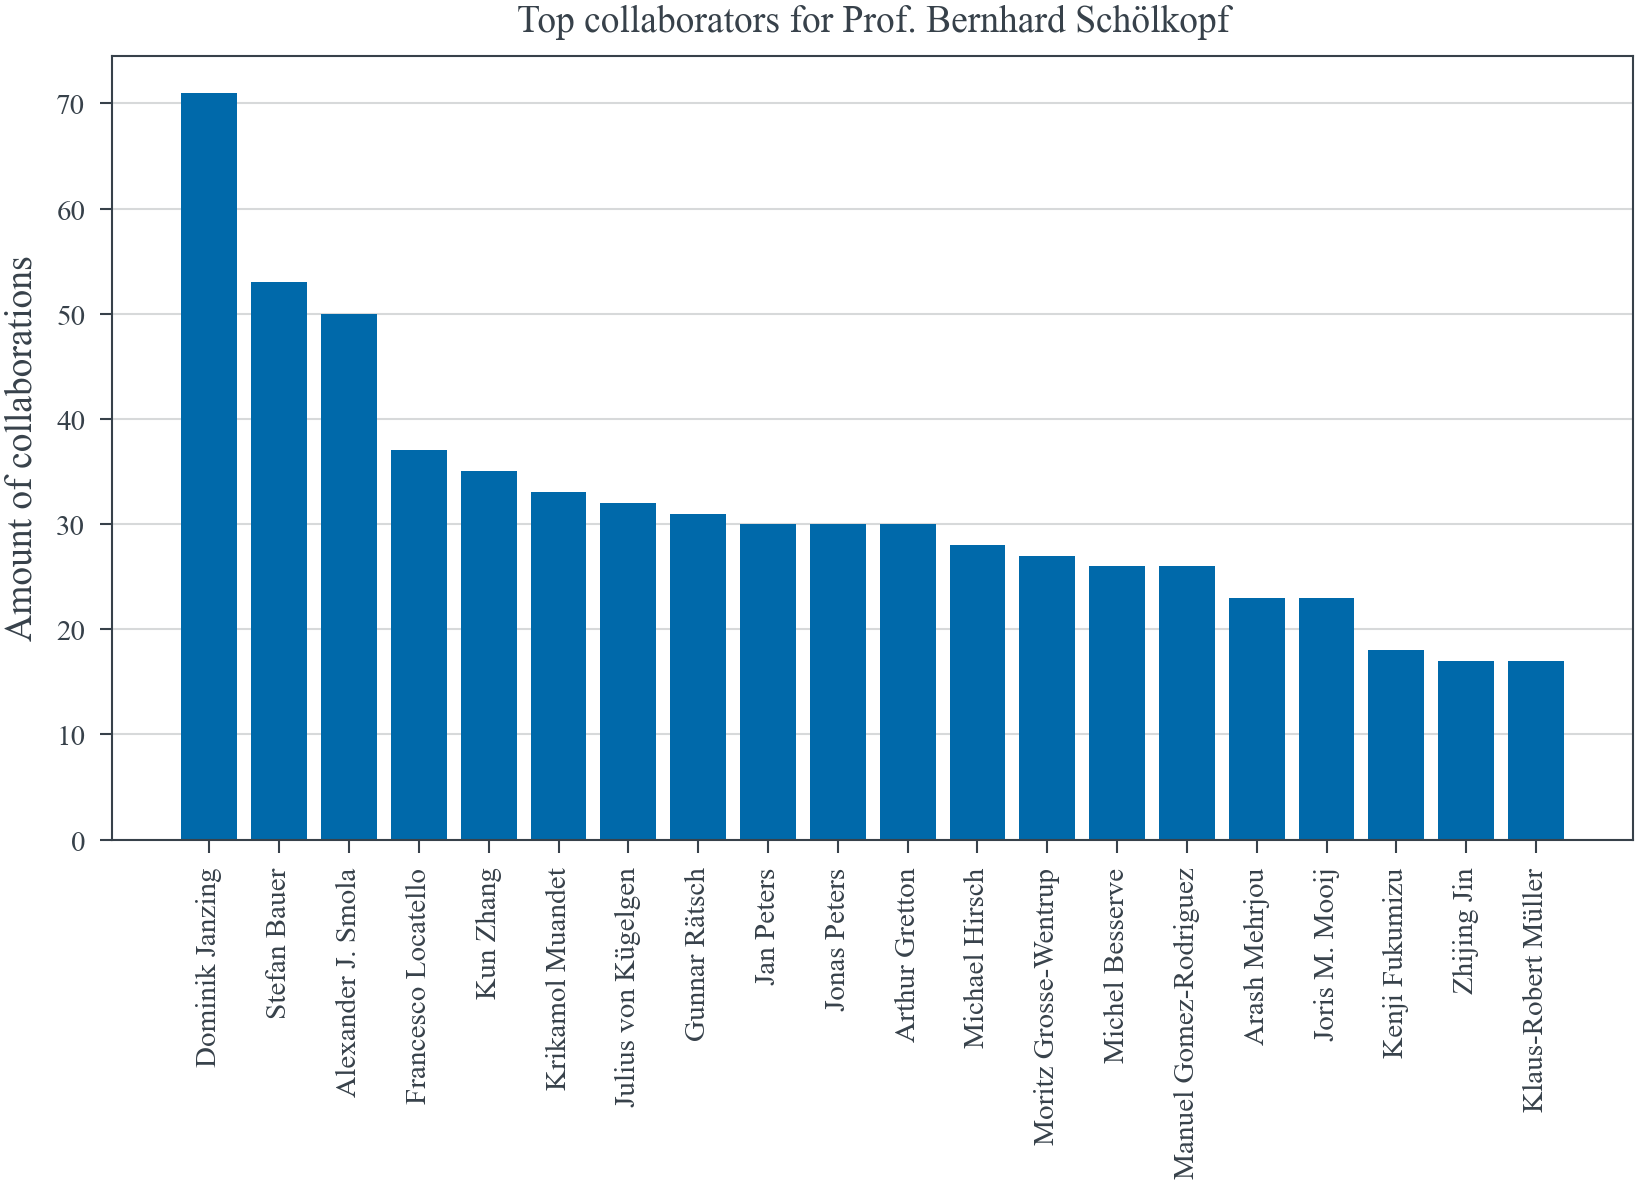 Top collaborators for Prof. Bernhard Schölkopf
Amount of collaborations
70
60
50
40
30
20
10
0
Dominik Janzing
Stefan Bauer
Alexander J. Smola
Francesco Locatello
Kun Zhang
Krikamol Muandet
Julius von Kügelgen
Gunnar Rätsch
Jan Peters
Jonas Peters
Arthur Gretton
Michael Hirsch
Moritz Grosse-Wentrup
Michel Besserve
Manuel Gomez-Rodriguez
Arash Mehrjou
Joris M. Mooij
Kenji Fukumizu
Zhijing Jin
Klaus-Robert Müller